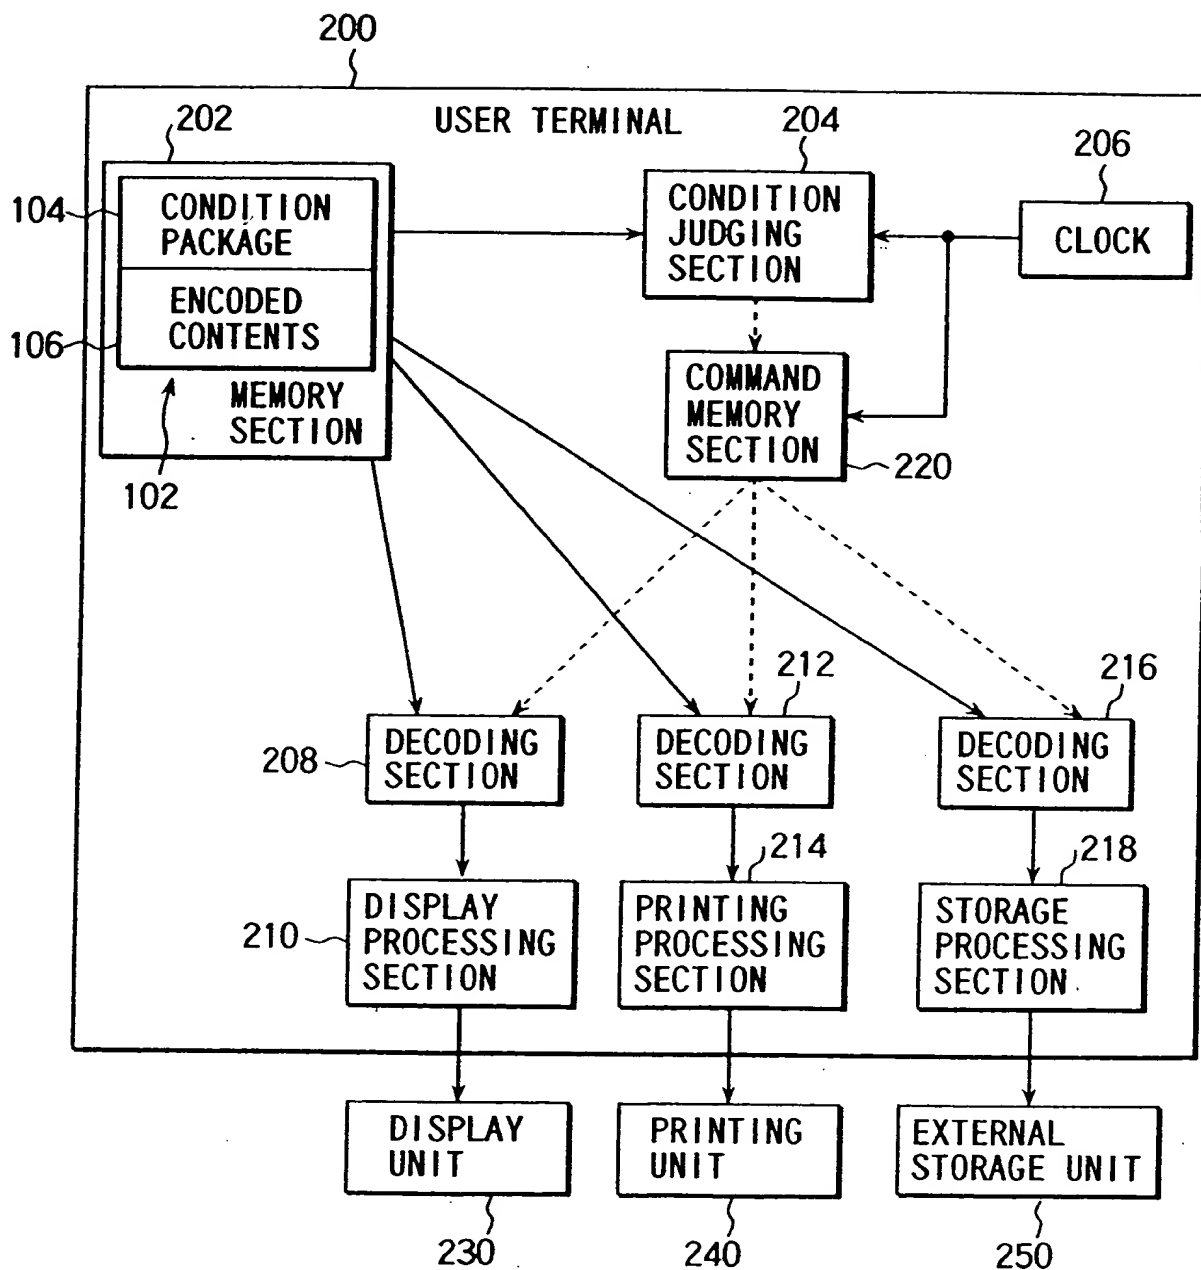 200
USER TERMINAL
202
204
206
104
CONDITION
PACKAGE
CONDITION
JUDGING
SECTION
CLOCK
106
ENCODED
CONTENTS
MEMORY
SECTION
102
COMMAND
MEMORY
SECTION
220
212
216
208
DECODING
SECTION
DECODING
SECTION
DECODING
SECTION
214
218
210
DISPLAY
PROCESSING
SECTION
PRINTING
PROCESSING
SECTION
STORAGE
PROCESSING
SECTION
DISPLAY
UNIT
PRINTING
UNIT
EXTERNAL
STORAGE UNIT
230
240
250